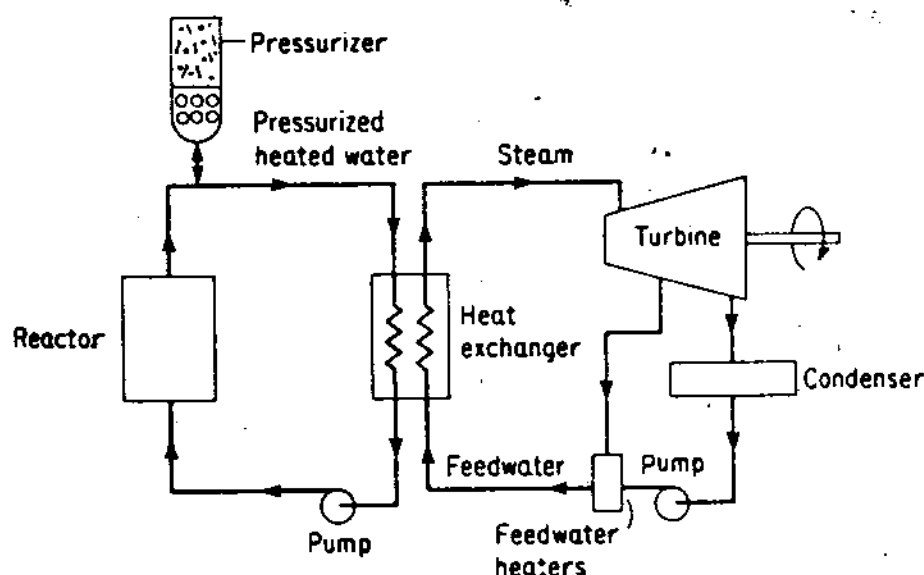 Pressurizer
Pressurized
heated water
Steam
Turbine
Reactor
Heat
exchanger
Condenser
Feedwater
Pump
Pump
Feedwater
heaters